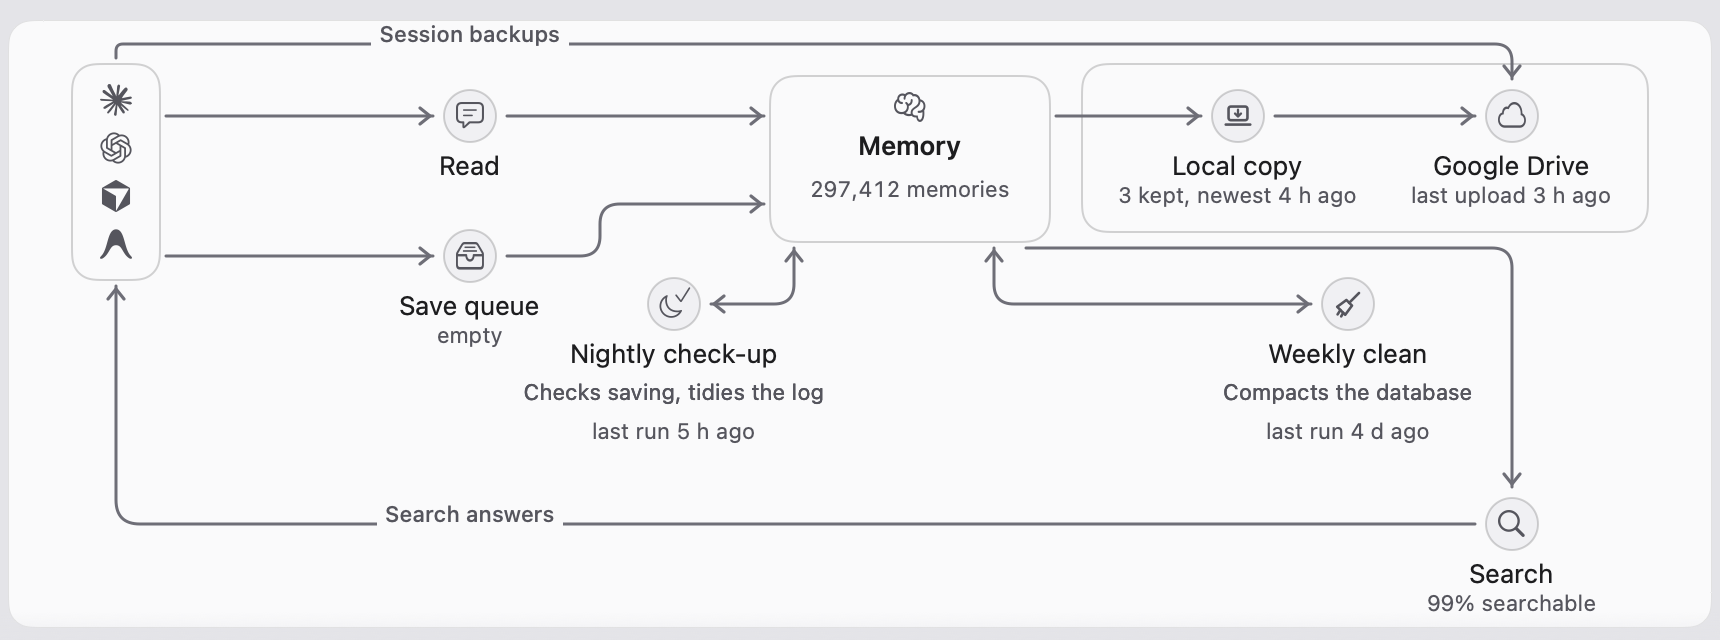 Session backups
Read
Memory
297,412 memories
Local copy
3 kept, newest 4 h ago
Google Drive
last upload 3 h ago
Save queue
empty
Nightly check-up
Checks saving, tidies the log
last run 5 h ago
Weekly clean
Compacts the database
last run 4 d ago
Search answers
Search
99% searchable